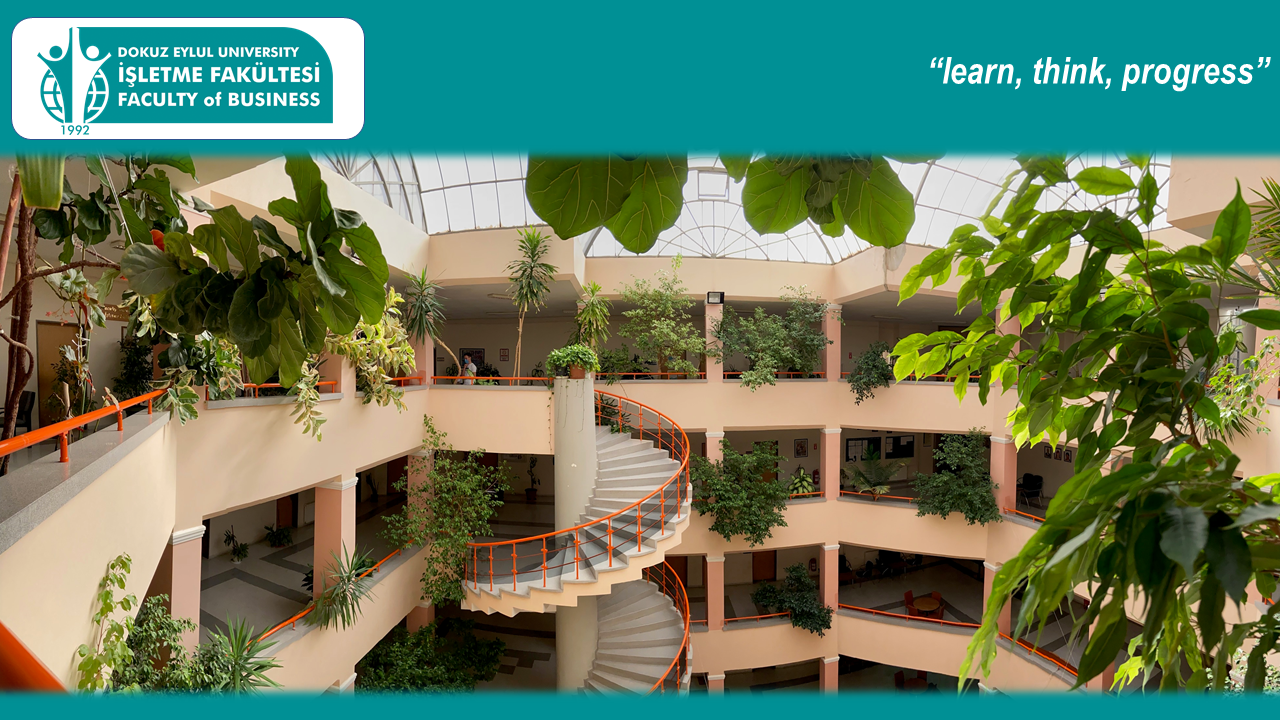 DOKUZ EYLUL UNIVERSITY
İŞLETME FAKÜLTESİ
FACULTY of BUSINESS
1992
“learn, think, progress”